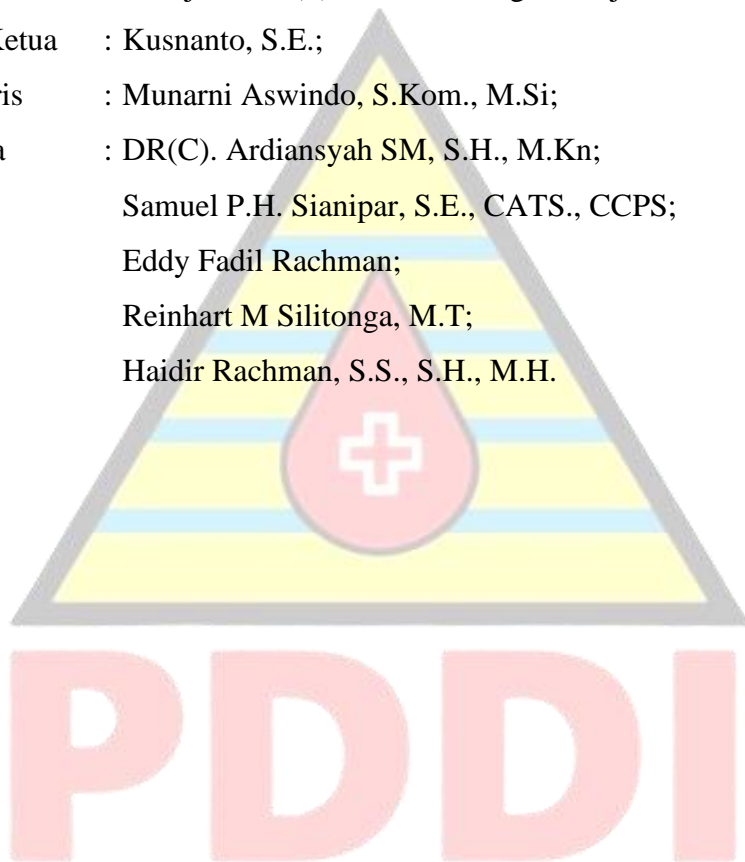 Ketua : Kusnanto, S.E.;
ris : Munarni Aswindo, S.Kom., M.Si;
a : DR(C). Ardiansyah SM, S.H., M.Kn;
Samuel P.H. Sianipar, S.E., CATS., CCPS;
Eddy Fadil Rachman;
Reinhart M Silitonga, M.T;
Haidir Rachman, S.S., S.H., M.H.
PDDI